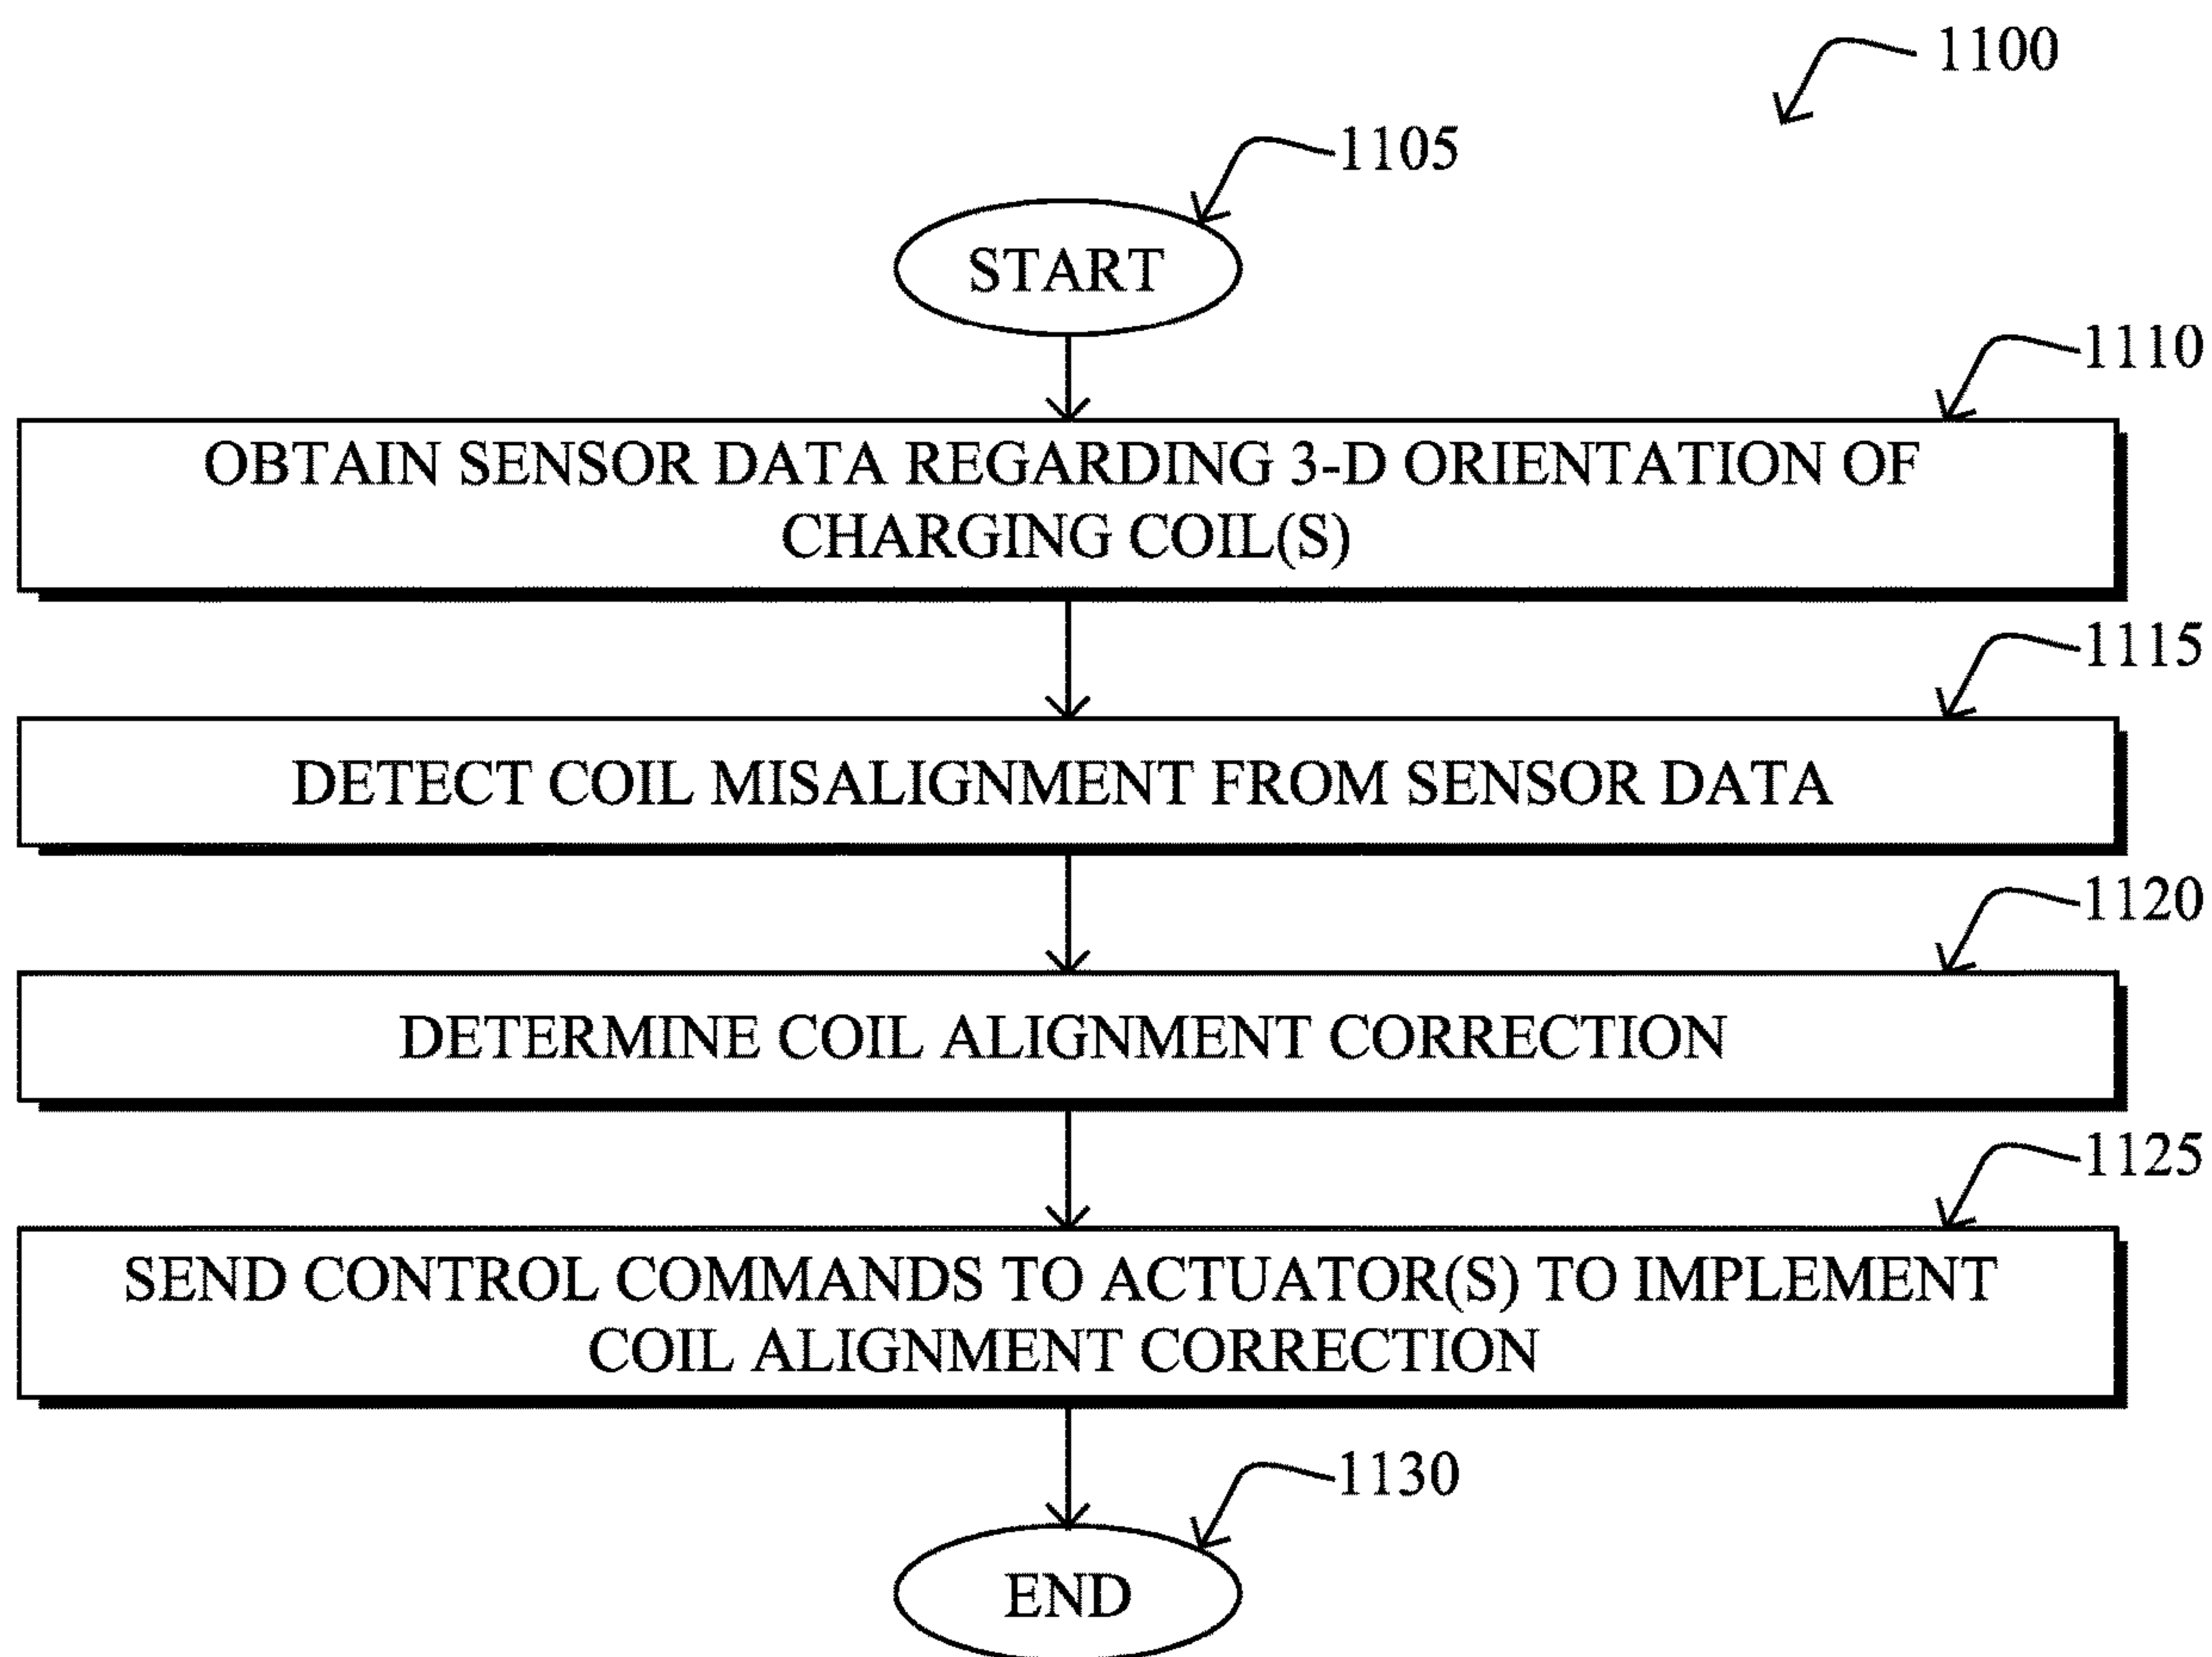 1100
1105
START
1110
OBTAIN SENSOR DATA REGARDING 3-D ORIENTATION OF
CHARGING COIL(S)
1115
DETECT COIL MISALIGNMENT FROM SENSOR DATA
1120
DETERMINE COIL ALIGNMENT CORRECTION
1125
SEND CONTROL COMMANDS TO ACTUATOR(S) TO IMPLEMENT
COIL ALIGNMENT CORRECTION
1130
END